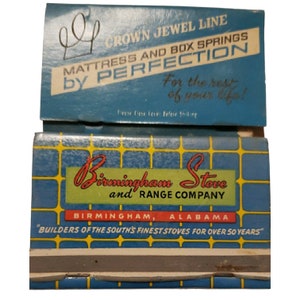 CROWN JEWEL LINE
MATTRESS AND BOX SPRINGS
by PERFECTION
For the rest
of your life!
Please Close Cover Before Striking
Birmingham Stove
and RANGE COMPANY
BIRMINGHAM, ALABAMA
"BUILDERS OF THE SOUTH'S FINEST STOVES FOR OVER 50 YEARS"